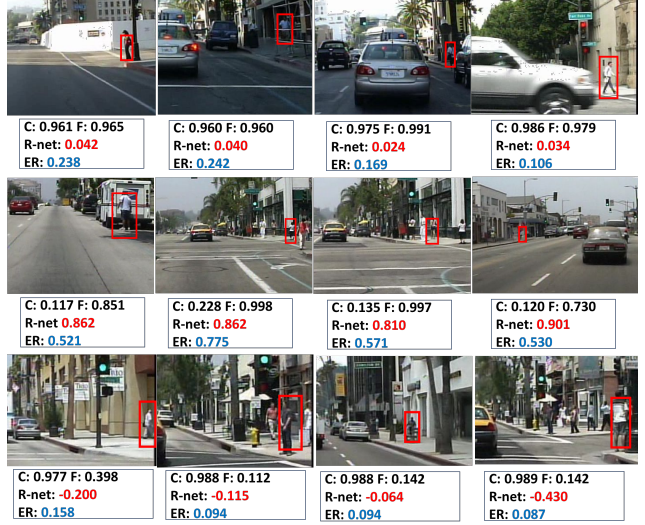 C: 0.961 F: 0.965
R-net: 0.042
ER: 0.238
C: 0.960 F: 0.960
R-net: 0.040
ER: 0.242
C: 0.975 F: 0.991
R-net: 0.024
ER: 0.169
C: 0.986 F: 0.979
R-net: 0.034
ER: 0.106
C: 0.117 F: 0.851
R-net 0.862
ER: 0.521
C: 0.228 F: 0.998
R-net: 0.862
ER: 0.775
C: 0.135 F: 0.997
R-net: 0.810
ER: 0.571
C: 0.120 F: 0.730
R-net: 0.901
ER: 0.530
C: 0.977 F: 0.398
R-net: -0.200
ER: 0.158
C: 0.988 F: 0.112
R-net: -0.115
ER: 0.094
C: 0.988 F: 0.142
R-net: -0.064
ER: 0.094
C: 0.989 F: 0.142
R-net: -0.430
ER: 0.087